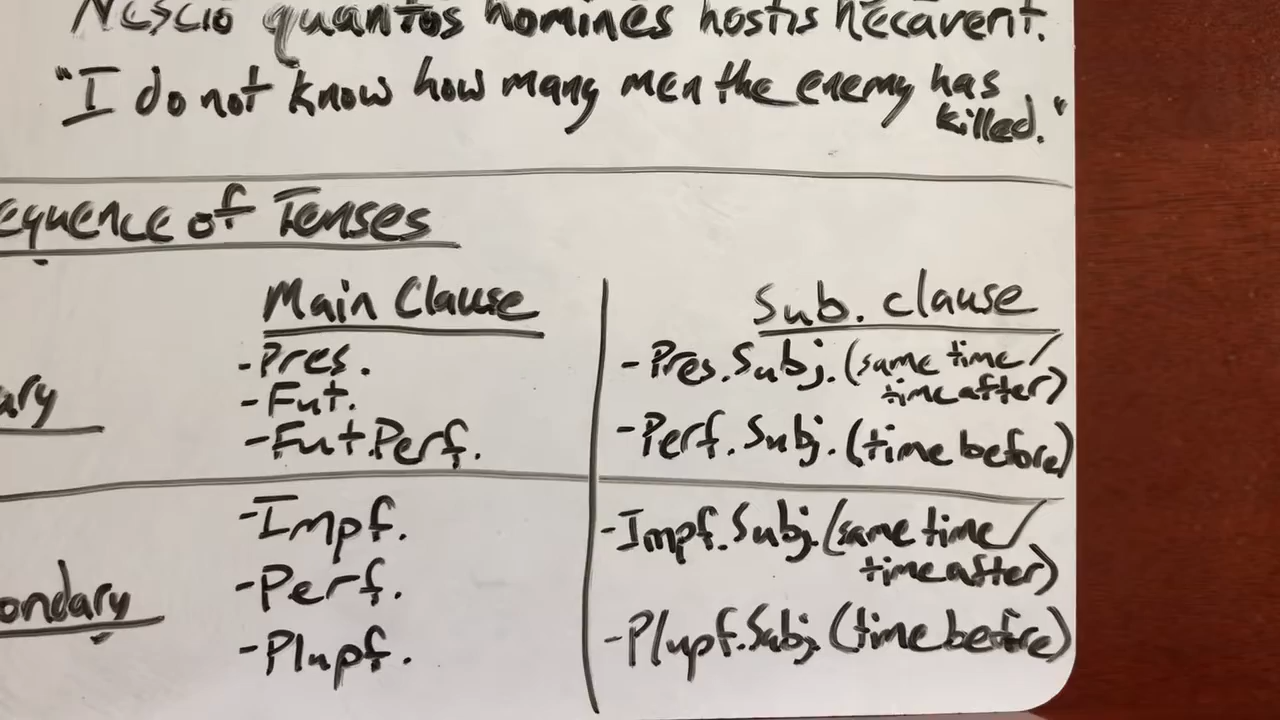 Nescio quantos homines hostis necaverit.
"I do not know how many men the enemy has
killed."
equence of Tenses
Main Clause
Sub. clause
ary
-Pres.
-Fut.
-Fut.Perf.
-Pres.Subj. (same time/
time after)
-Perf.Subj. (time before)
ondary
-Impf.
-Perf.
-Plupf.
-Impf.Subj. (same time/
time after)
-Plupf.Subj. (time before)